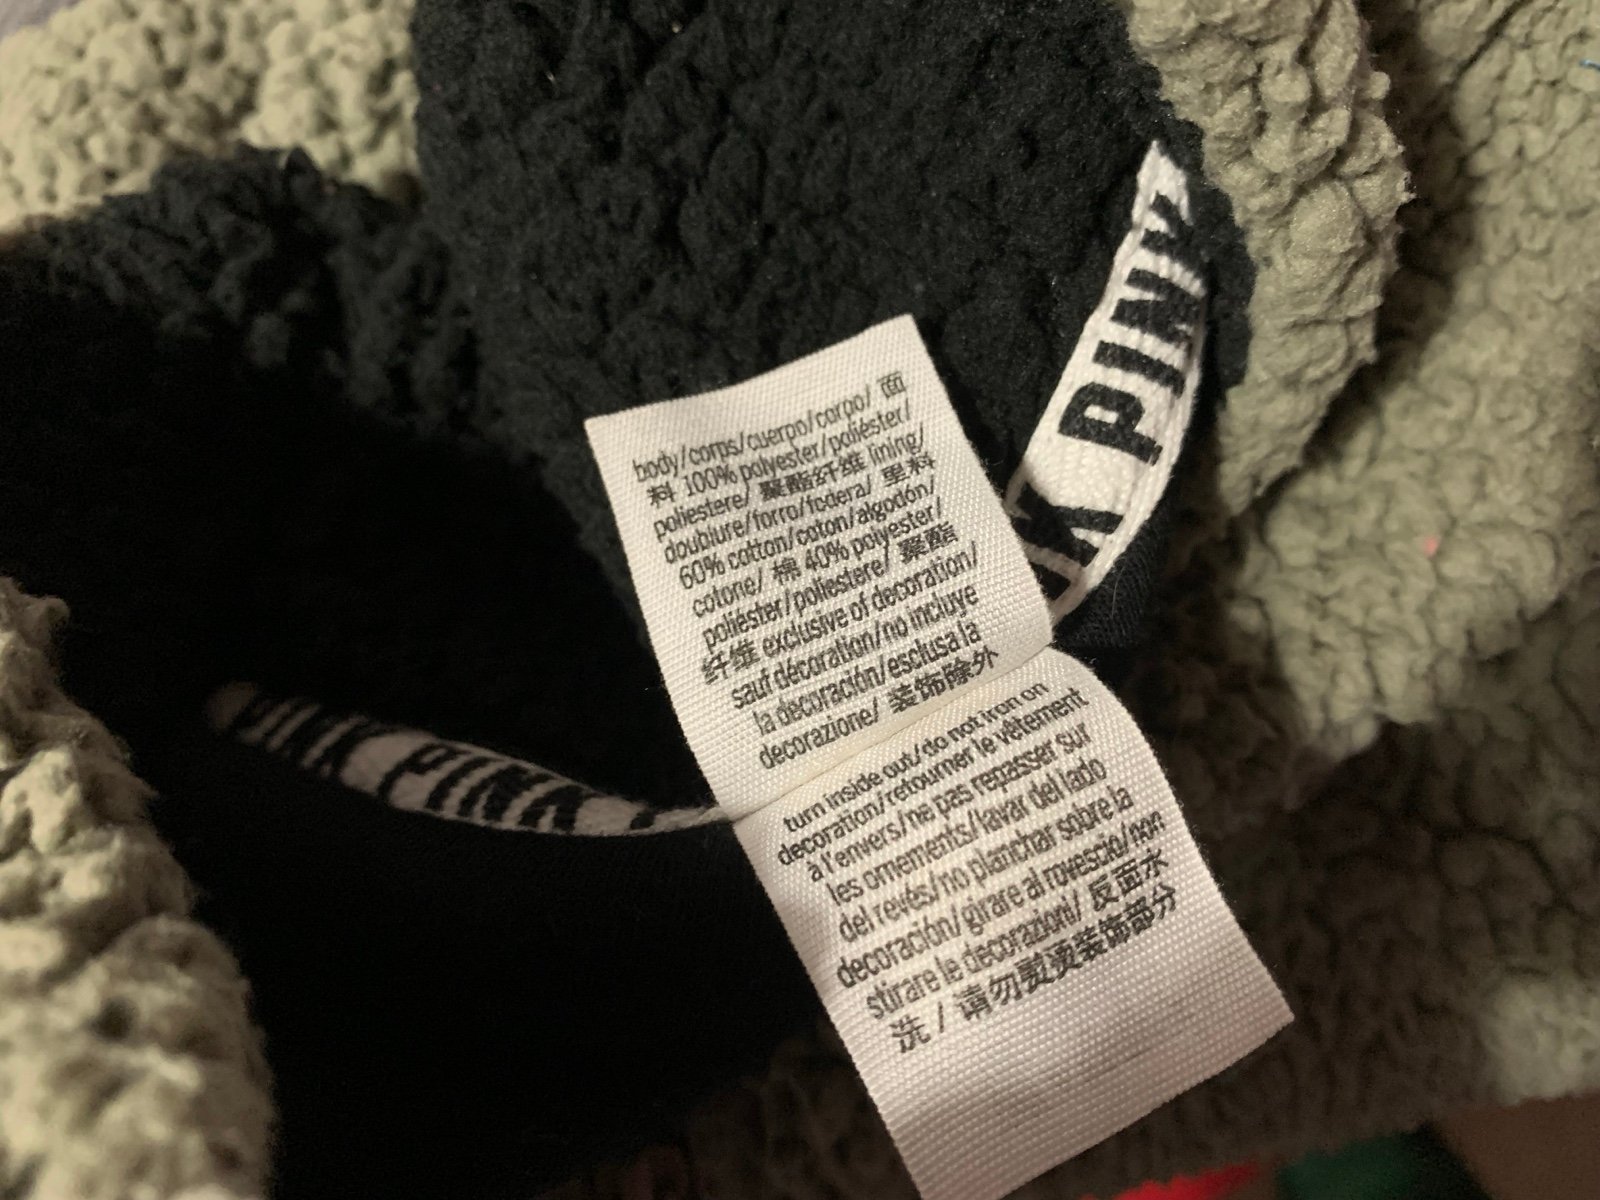 body/corps/cuerpo/corpo/ 面
料 100% polyester/poliéster/
poliestere/ 聚酯纤维 lining/
doublure/forro/fodera/ 里料
60% cotton/coton/algodón/
cotone/ 棉 40% polyester/
poliéster/poliestere/ 聚酯
纤维 exclusive of decoration/
sauf décoration/no incluye
la decoración/esclusa la
decorazione/ 装饰除外
turn inside out/do not iron on
decoration/retourner le vêtement
à l'envers/ne pas repasser sur
les ornements/lavar del lado
del revés/no planchar sobre la
decoración/girare al rovescio/non
stirare le decorazioni/ 反面水
洗 / 请勿熨烫装饰部分
NK PINK
PINK PINK